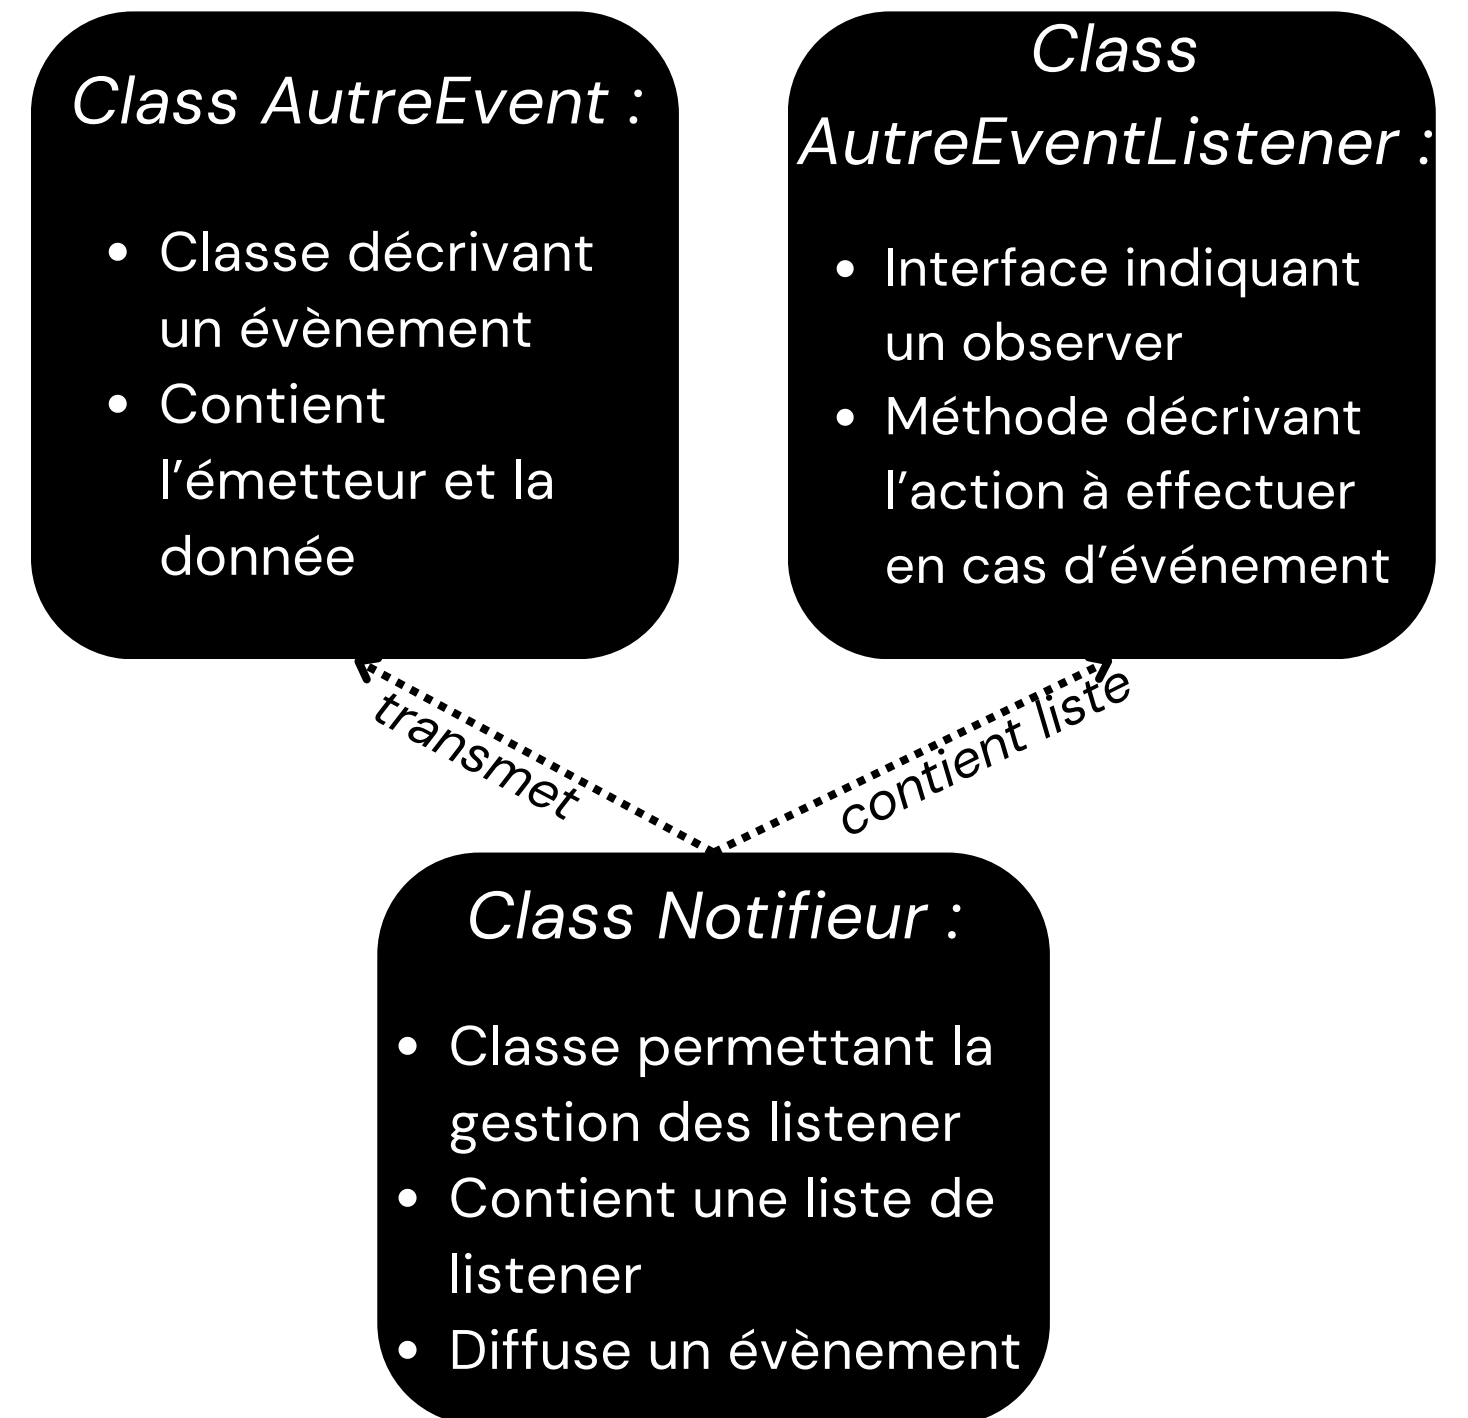 Class AutreEvent :
• Classe décrivant
un évènement
• Contient
l’émetteur et la
donnée
Class
AutreEventListener :
• Interface indiquant
un observer
• Méthode décrivant
l’action à effectuer
en cas d’événement
transmet
contient liste
Class Notifieur :
• Classe permettant la
gestion des listener
• Contient une liste de
listener
• Diffuse un évènement